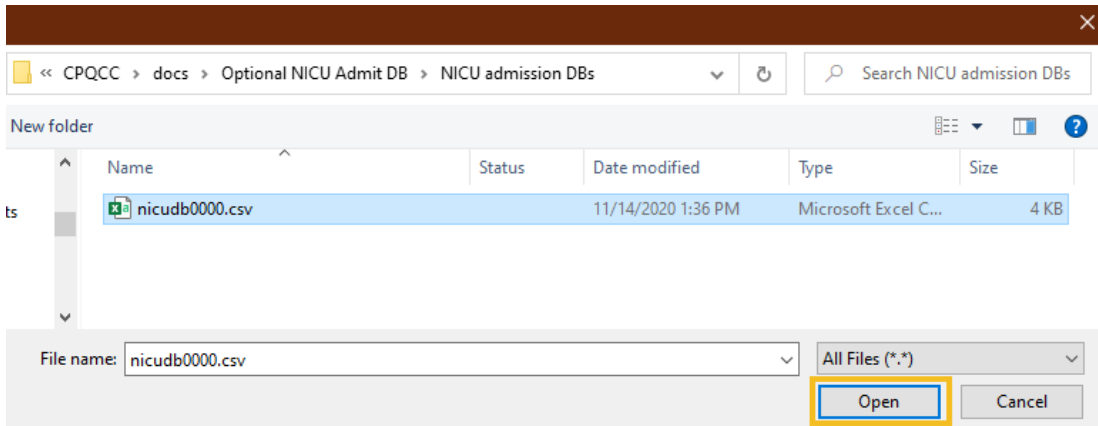 « CPQCC > docs > Optional NICU Admit DB > NICU admission DBs Search NICU admission DBs
New folder
Name Status Date modified Type Size
ts
nicudb0000.csv 11/14/2020 1:36 PM Microsoft Excel C... 4 KB
File name: nicudb0000.csv All Files (*.*)
Open Cancel